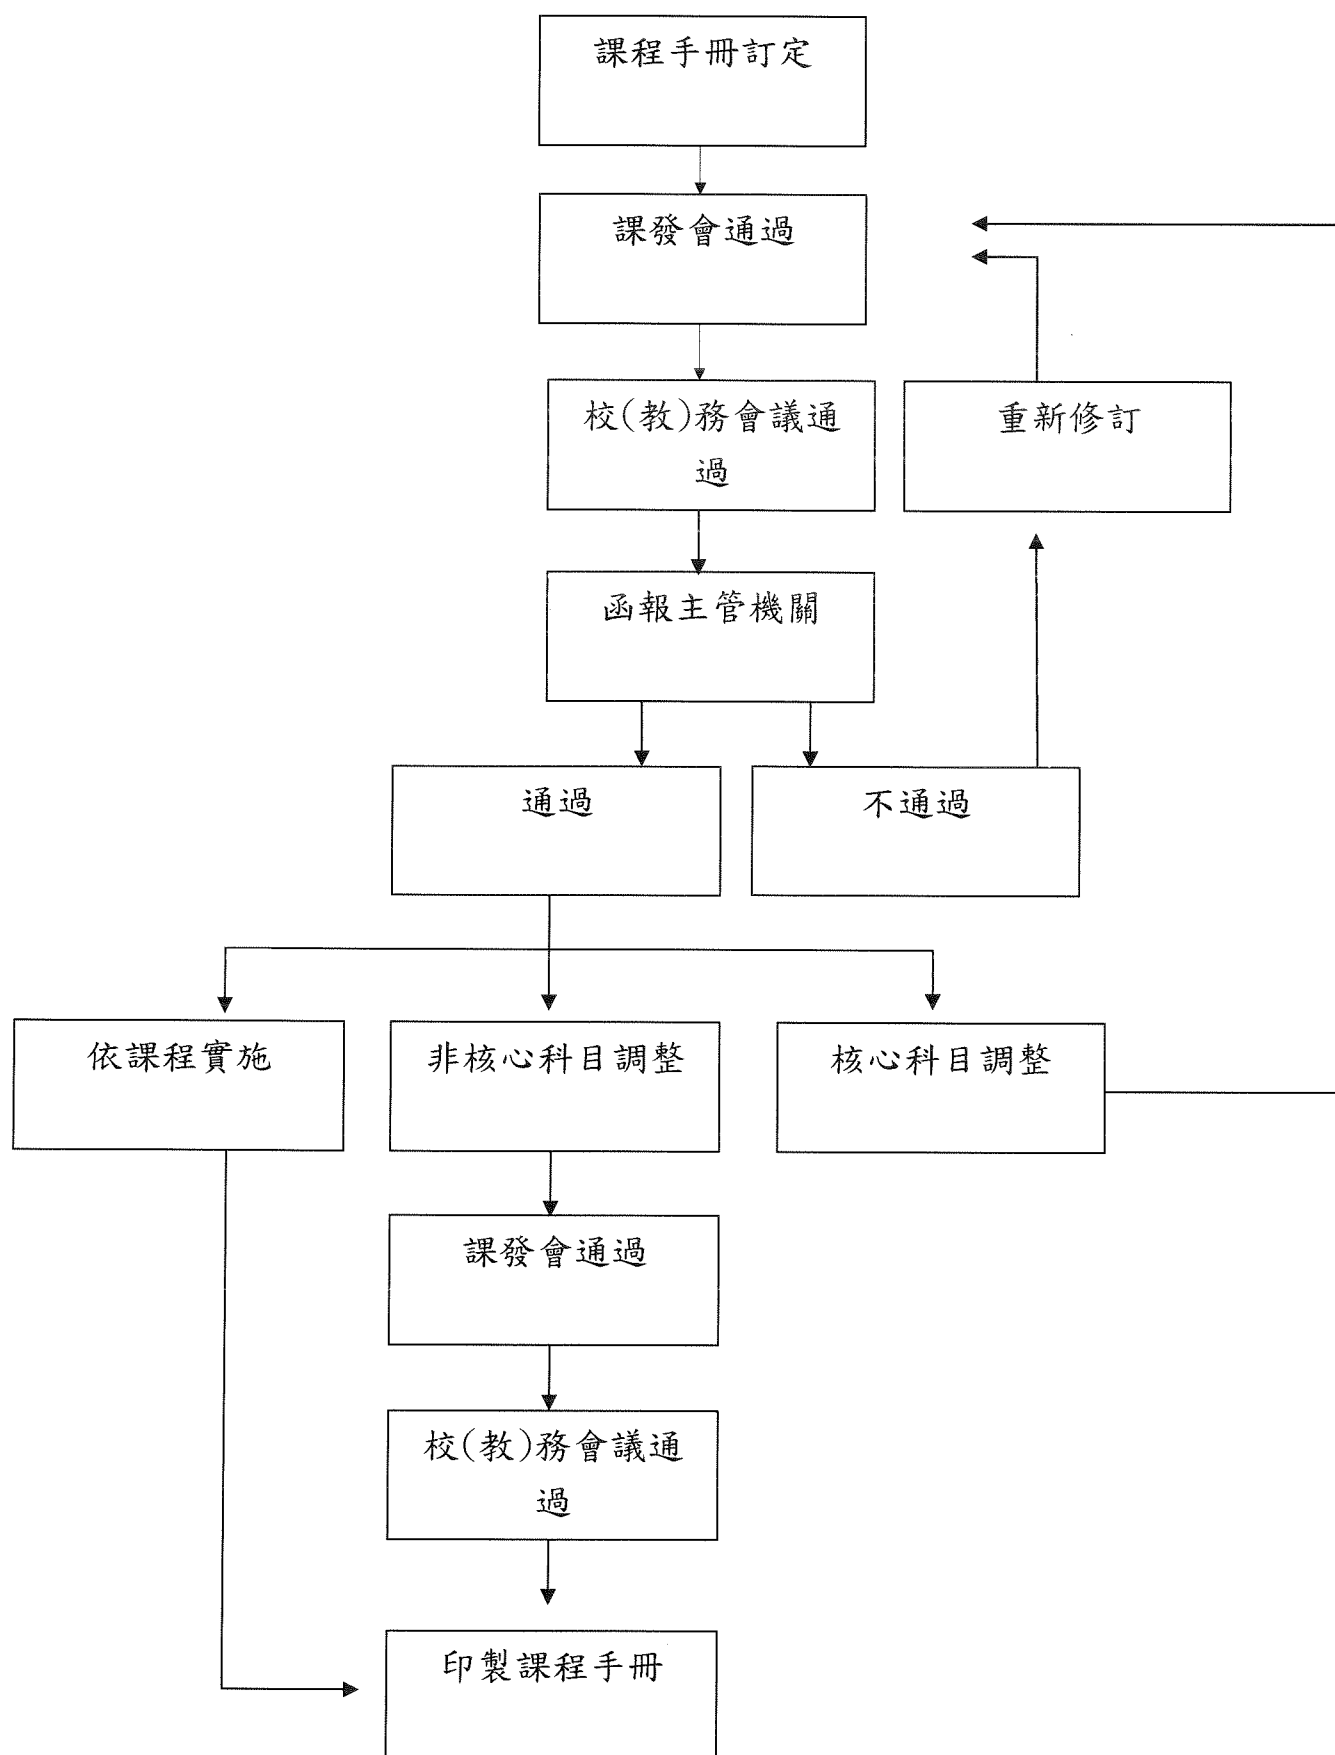 課程手冊訂定
課發會通過
校(教)務會議通
過
重新修訂
函報主管機關
通過
不通過
依課程實施
非核心科目調整
核心科目調整
課發會通過
校(教)務會議通
過
印製課程手冊